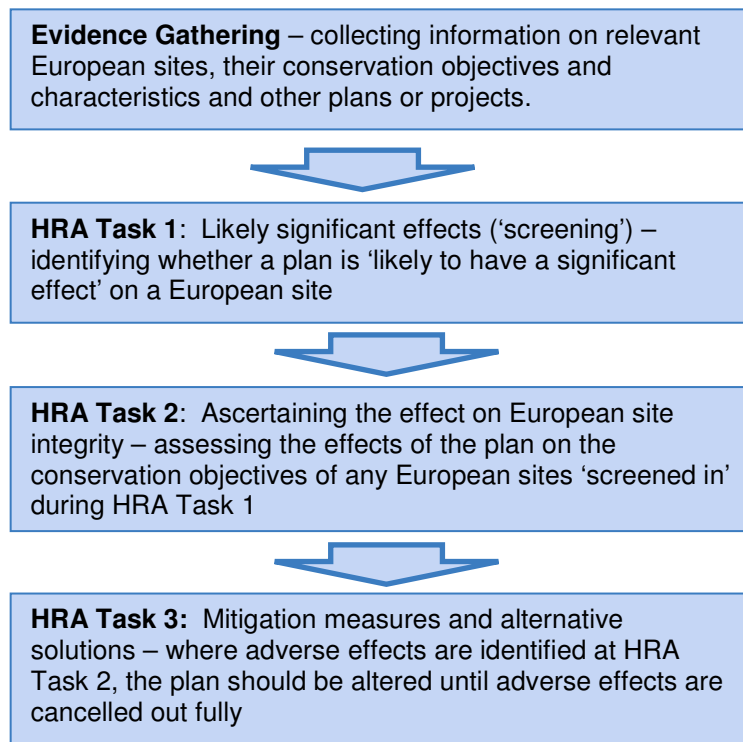 Evidence Gathering – collecting information on relevant
European sites, their conservation objectives and
characteristics and other plans or projects.
HRA Task 1:  Likely significant effects (‘screening’) –
identifying whether a plan is ‘likely to have a significant
effect’ on a European site
HRA Task 2:  Ascertaining the effect on European site
integrity – assessing the effects of the plan on the
conservation objectives of any European sites ‘screened in’
during HRA Task 1
HRA Task 3:  Mitigation measures and alternative
solutions – where adverse effects are identified at HRA
Task 2, the plan should be altered until adverse effects are
cancelled out fully